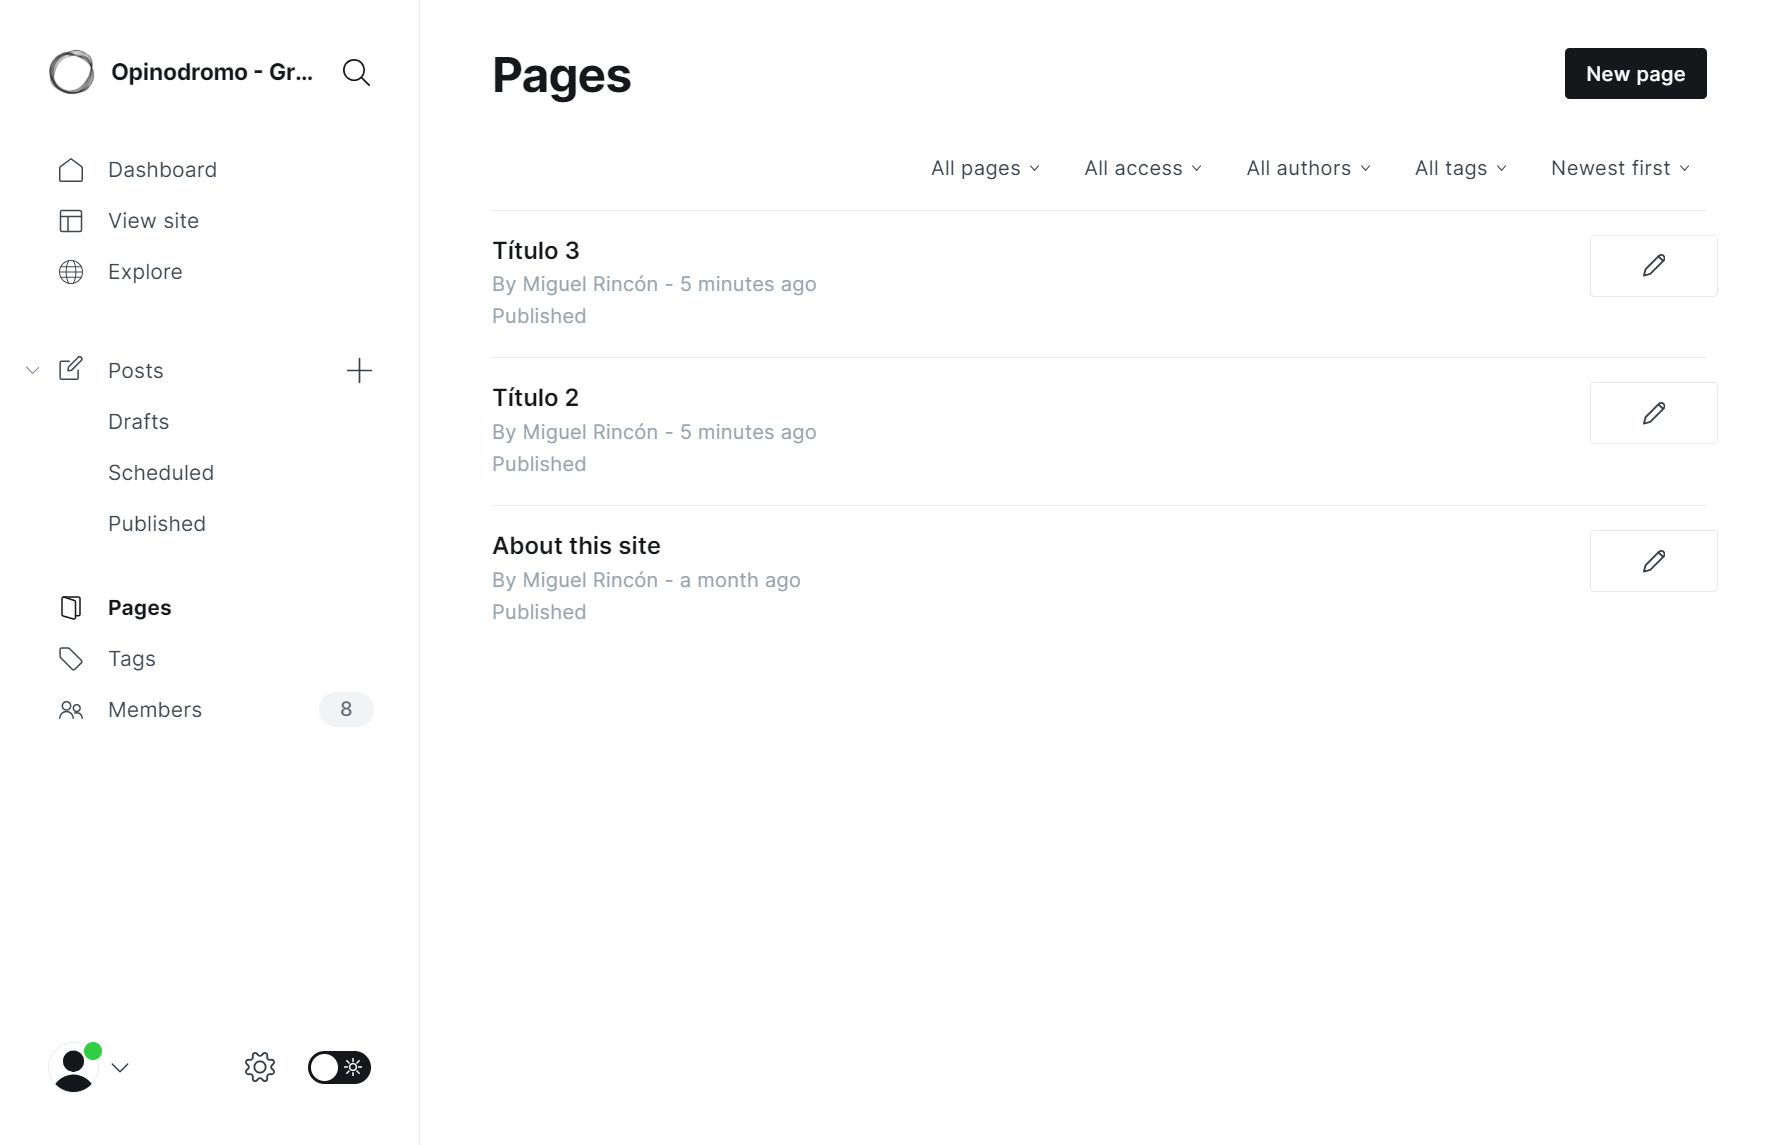 Opinodromo - Gr...
Dashboard
View site
Explore
Posts
Drafts
Scheduled
Published
Pages
Tags
Members 8
Pages
New page
All pages All access All authors All tags Newest first
Título 3
By Miguel Rincón - 5 minutes ago
Published
Título 2
By Miguel Rincón - 5 minutes ago
Published
About this site
By Miguel Rincón - a month ago
Published